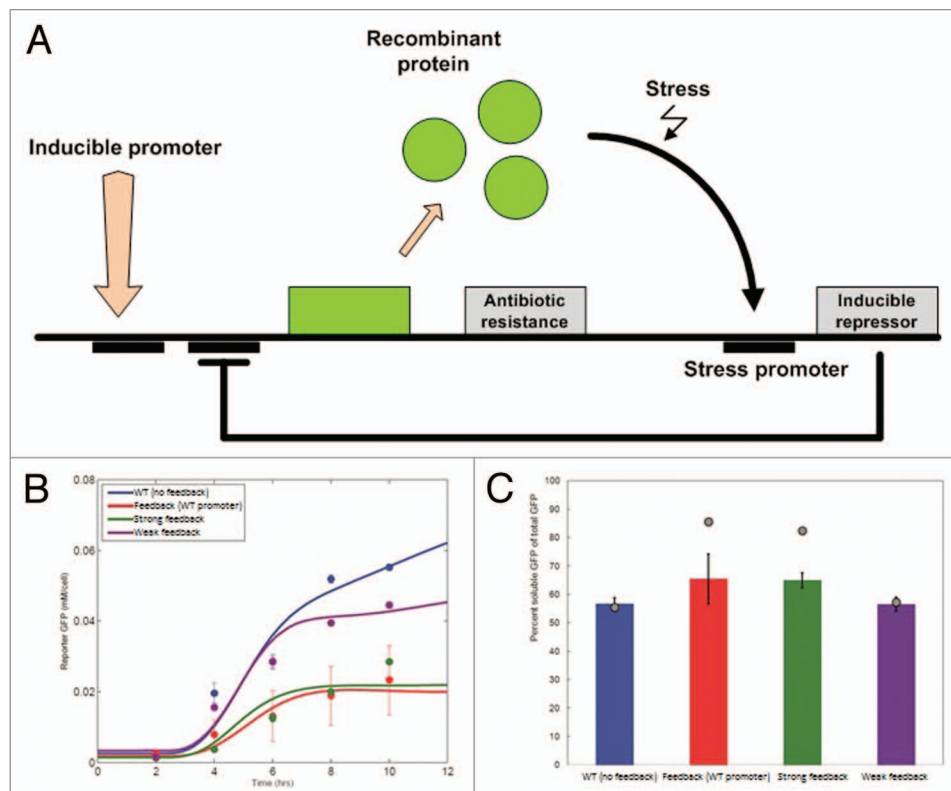 A
Recombinant
protein
Stress
Inducible promoter
Antibiotic
resistance
Inducible
repressor
Stress promoter
B
0.08
0.06
0.04
0.02
0
Reporter GFP (mM/cell)
WT (no feedback)
Feedback (WT promoter)
Strong feedback
Weak feedback
0 2 4 6 8 10 12
Time (hrs)
C
100
90
80
70
60
50
40
30
20
10
0
Percent soluble GFP of total GFP
WT (no feedback) Feedback (WT promoter) Strong feedback Weak feedback